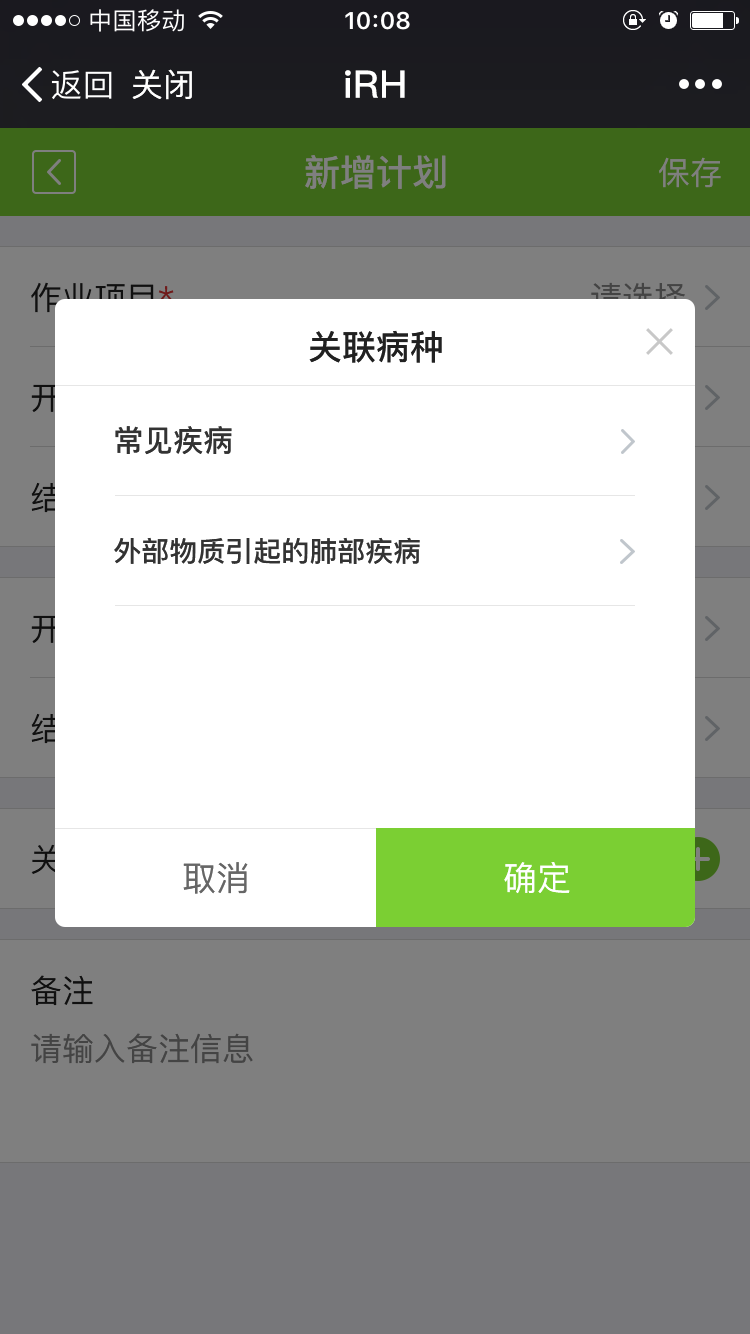 中国移动 10:08
返回 关闭 iRH
新增计划 保存
作业项目* 请选择
关联病种
开
常见疾病
结
外部物质引起的肺部疾病
开
结
关
取消 确定
备注
请输入备注信息